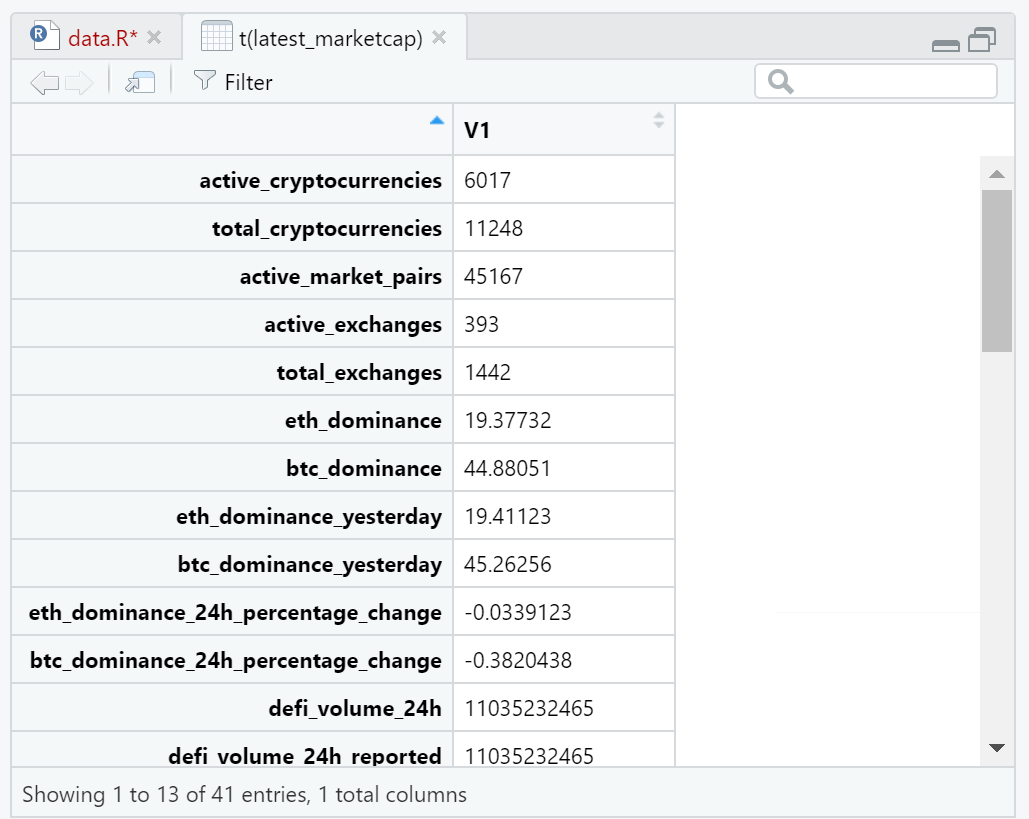 R data.R* t(latest_marketcap)
Filter
V1
active_cryptocurrencies 6017
total_cryptocurrencies 11248
active_market_pairs 45167
active_exchanges 393
total_exchanges 1442
eth_dominance 19.37732
btc_dominance 44.88051
eth_dominance_yesterday 19.41123
btc_dominance_yesterday 45.26256
eth_dominance_24h_percentage_change -0.0339123
btc_dominance_24h_percentage_change -0.3820438
defi_volume_24h 11035232465
defi_volume_24h_reported 11035232465
Showing 1 to 13 of 41 entries, 1 total columns